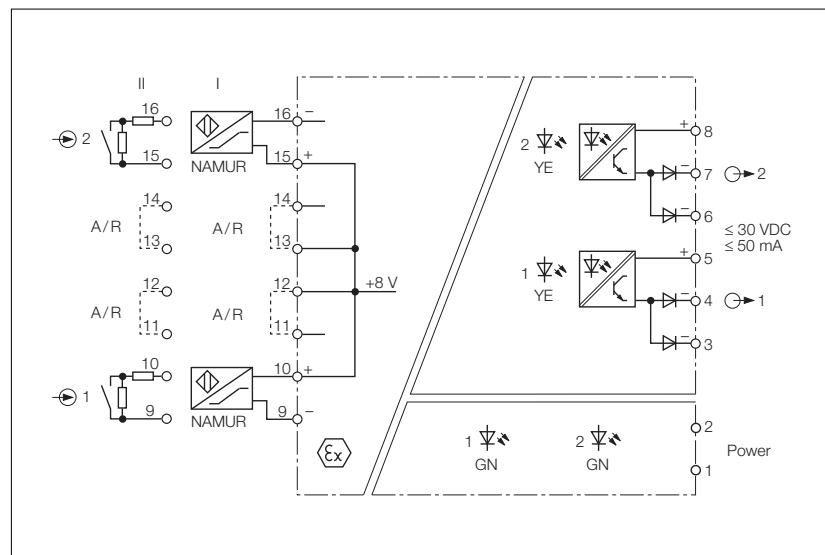 II I
16 16 −
2 15 NAMUR 15 +
14 14
A/R A/R
13 13
12 12 +8 V
A/R A/R
11 11
10 10 +
1 9 NAMUR 9 −
Ex
2 YE + 8
− 7 2
− 6
≤ 30 VDC
≤ 50 mA
1 YE + 5
− 4 1
− 3
1 GN 2 GN
2
Power
1